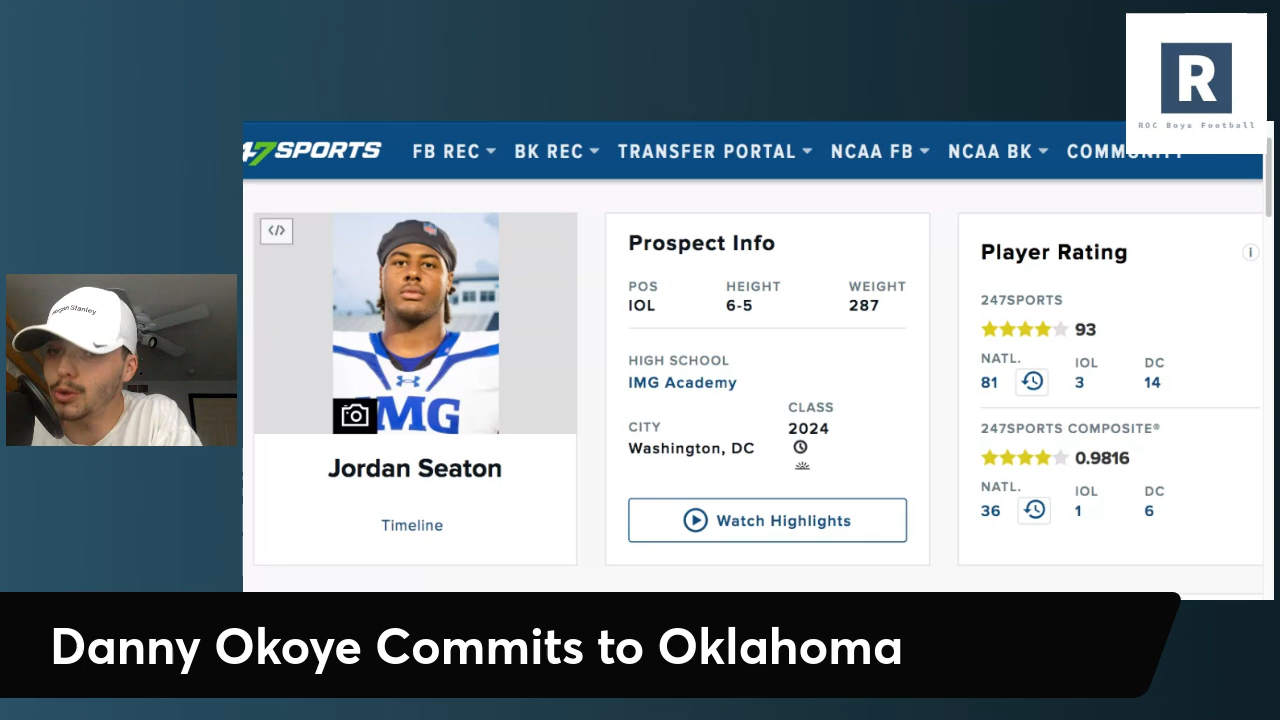 R
ROC Boys Football
47SPORTS FB REC BK REC TRANSFER PORTAL NCAA FB NCAA BK COMMUNITY
</>
IMG
Jordan Seaton
Timeline
Prospect Info
POS HEIGHT WEIGHT
IOL 6-5 287
HIGH SCHOOL
IMG Academy
CITY CLASS
Washington, DC 2024
Watch Highlights
Player Rating
i
247SPORTS
93
NATL. IOL DC
81 3 14
247SPORTS COMPOSITE®
0.9816
NATL. IOL DC
36 1 6
Danny Okoye Commits to Oklahoma